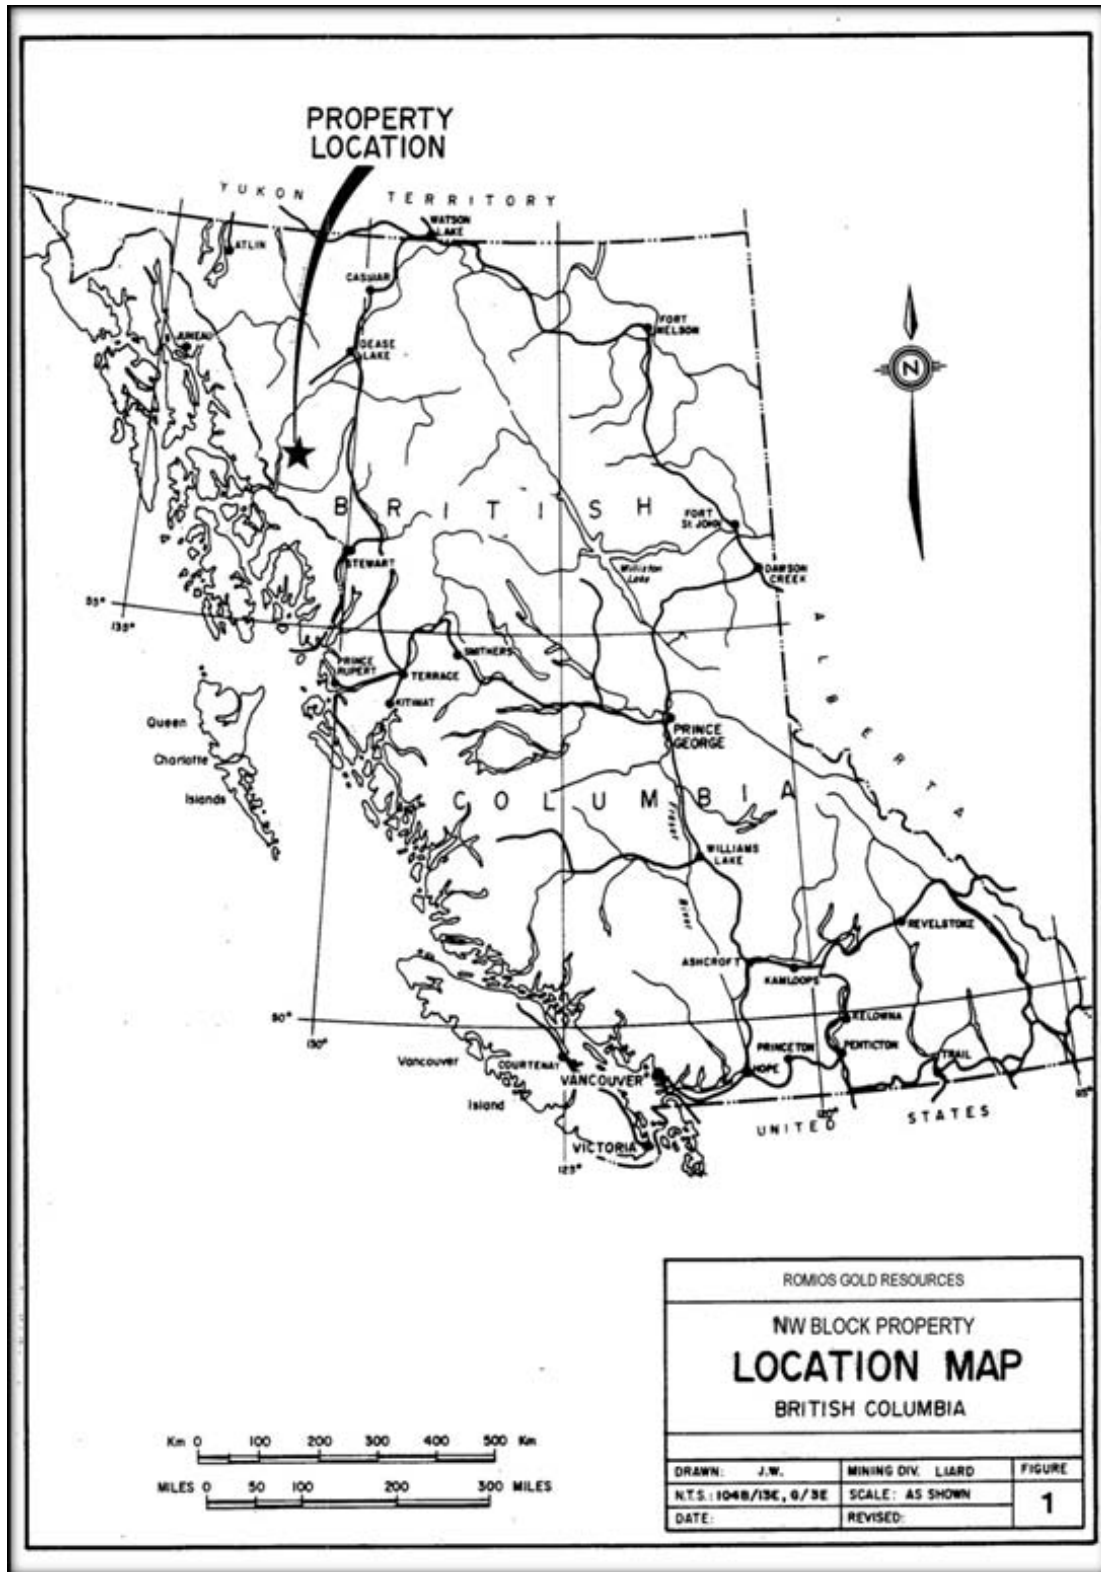 PROPERTY
LOCATION
YUKON TERRITORY
WATSON
LAKE
ATLIN
CASSIAR
FORT
NELSON
JUNEAU
DEASE
LAKE
BRITISH
FORT
St. JOHN
STEWART
Williston
Lake
DAWSON
CREEK
55°
135°
ALBERTA
SMITHERS
PRINCE
RUPERT
TERRACE
KITIMAT
Queen
Charlotte
Islands
PRINCE
GEORGE
COLUMBIA
Fraser
River
WILLIAMS
LAKE
REVELSTOKE
ASHCROFT
KAMLOOPS
50°
130°
KELOWNA
Vancouver
Island
COURTENAY
VANCOUVER
PRINCETON
PENTICTON
TRAIL
HOPE
120°
UNITED STATES
VICTORIA
125°
N
ROMIOS GOLD RESOURCES
NW BLOCK PROPERTY
LOCATION MAP
BRITISH COLUMBIA
DRAWN: J.W.
MINING DIV. LIARD
FIGURE
N.T.S.: 104B/13E, G/3E
SCALE: AS SHOWN
1
DATE:
REVISED:
Km 0 100 200 300 400 500 Km
MILES 0 50 100 200 300 MILES